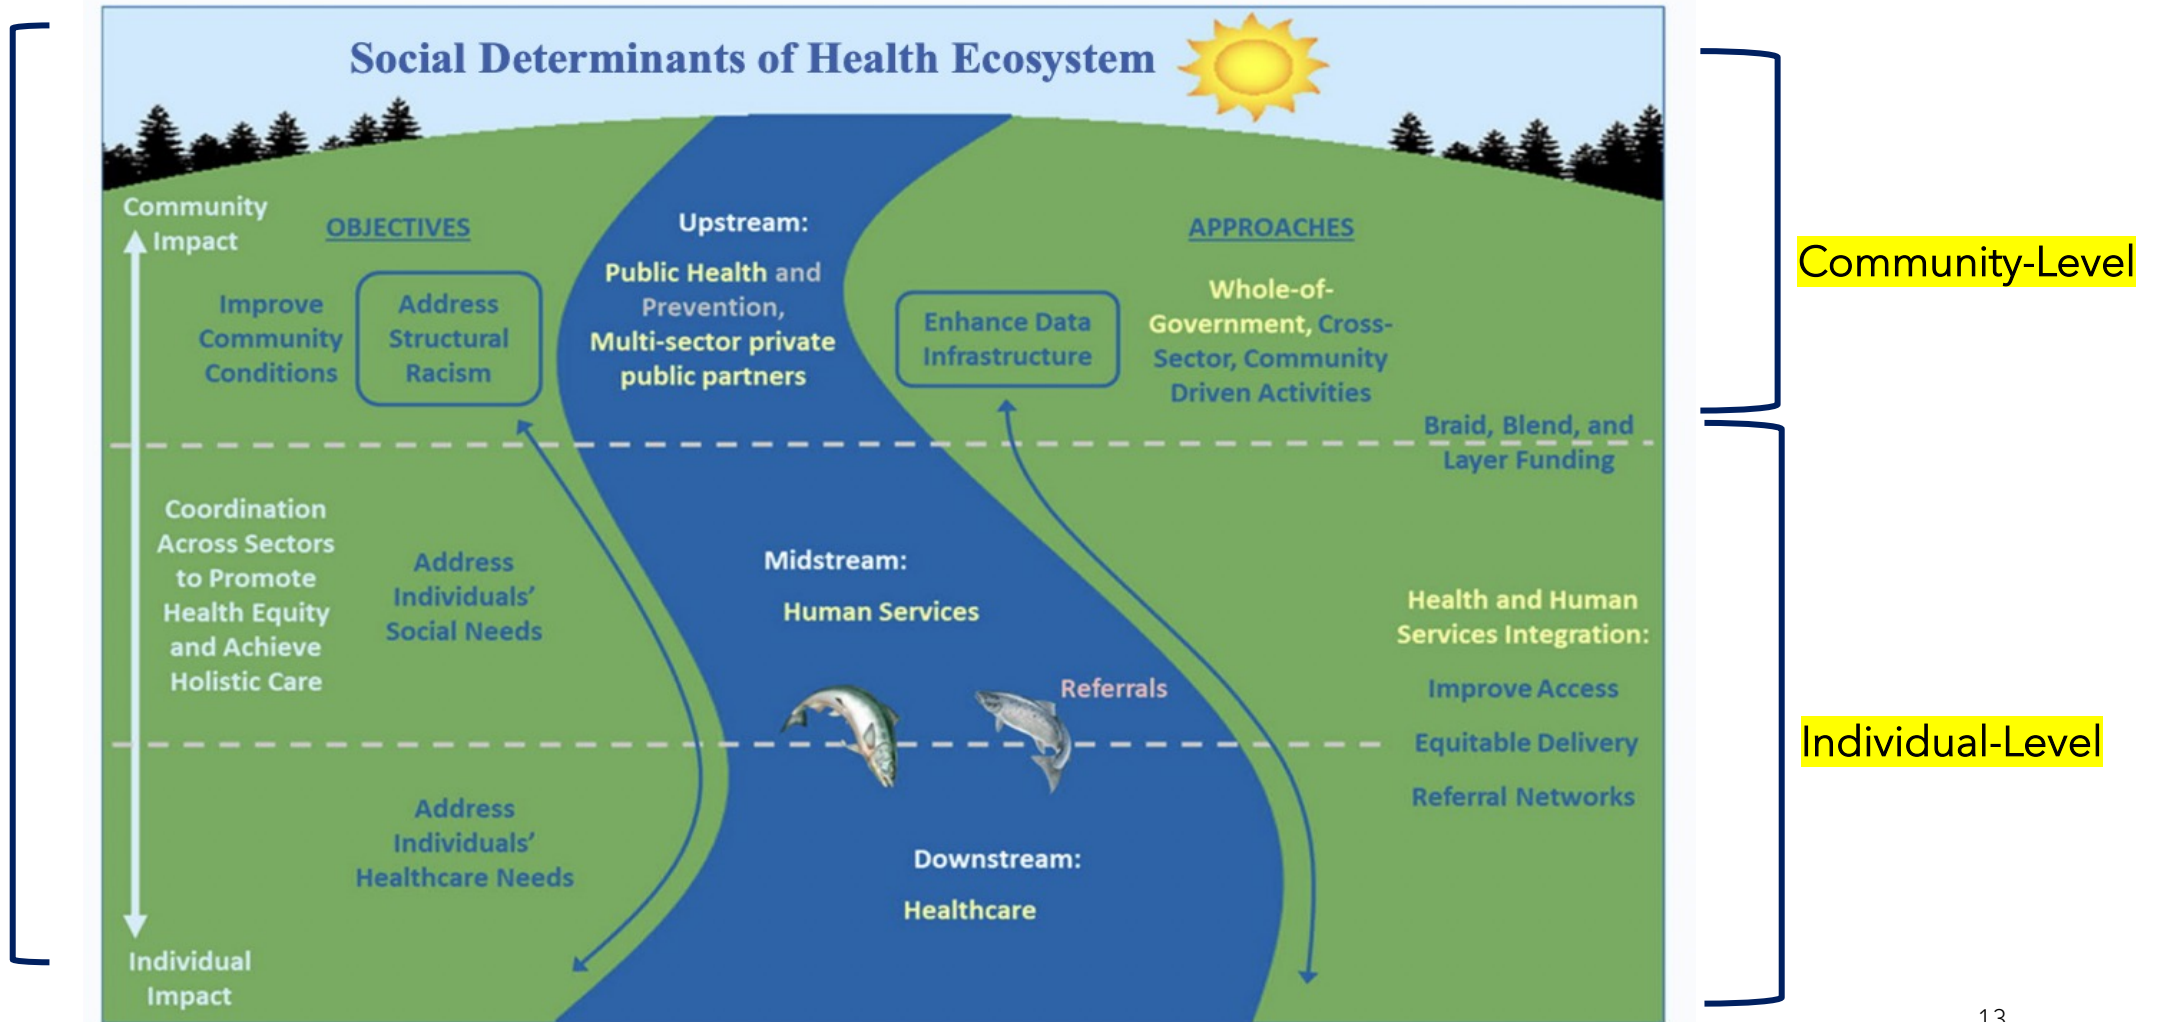 Social Determinants of Health Ecosystem
Community
Impact
OBJECTIVES
Improve
Community
Conditions
Address
Structural
Racism
Upstream:
Public Health and
Prevention,
Multi-sector private
public partners
APPROACHES
Enhance Data
Infrastructure
Whole-of-
Government, Cross-
Sector, Community
Driven Activities
Braid, Blend, and
Layer Funding
Community-Level
Coordination
Across Sectors
to Promote
Health Equity
and Achieve
Holistic Care
Address
Individuals’
Social Needs
Midstream:
Human Services
Referrals
Health and Human
Services Integration:
Improve Access
Equitable Delivery
Referral Networks
Individual-Level
Address
Individuals’
Healthcare Needs
Downstream:
Healthcare
Individual
Impact
13